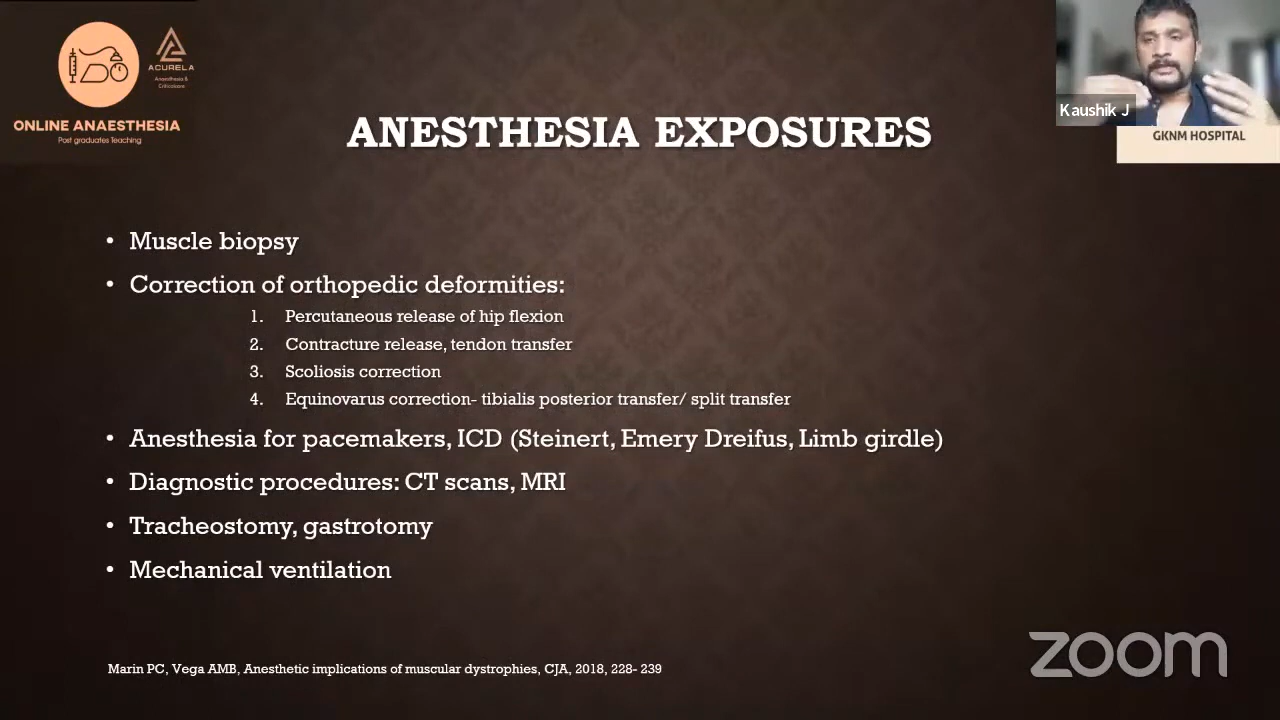 ACURELA
Anaesthesia &
Criticalcare
ONLINE ANAESTHESIA
Post graduates Teaching
Kaushik J
GKNM HOSPITAL
ANESTHESIA EXPOSURES
• Muscle biopsy
• Correction of orthopedic deformities:
1. Percutaneous release of hip flexion
2. Contracture release, tendon transfer
3. Scoliosis correction
4. Equinovarus correction- tibialis posterior transfer/ split transfer
• Anesthesia for pacemakers, ICD (Steinert, Emery Dreifus, Limb girdle)
• Diagnostic procedures: CT scans, MRI
• Tracheostomy, gastrotomy
• Mechanical ventilation
Marin PC, Vega AMB, Anesthetic implications of muscular dystrophies, CJA, 2018, 228- 239
zoom